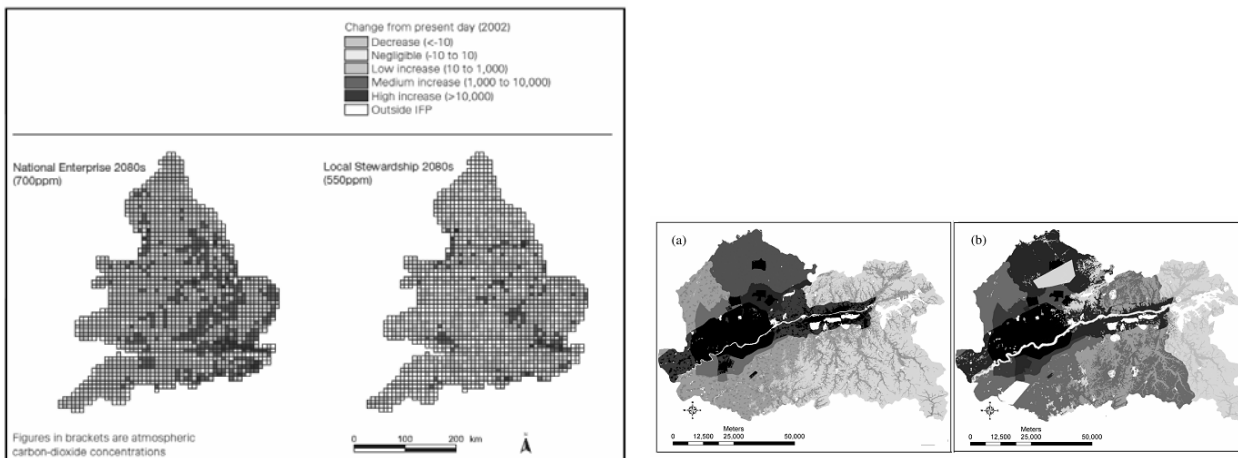 Change from present day (2002)
Decrease (<-10)
Negligible (-10 to 10)
Low increase (10 to 1,000)
Medium increase (1,000 to 10,000)
High increase (>10,000)
Outside IFP
National Enterprise 2080s
(700ppm)
Local Stewardship 2080s
(550ppm)
Figures in brackets are atmospheric
carbon-dioxide concentrations
0 100 200 km
(a)
Meters
0 12,500 25,000 50,000
(b)
Meters
0 12,500 25,000 50,000